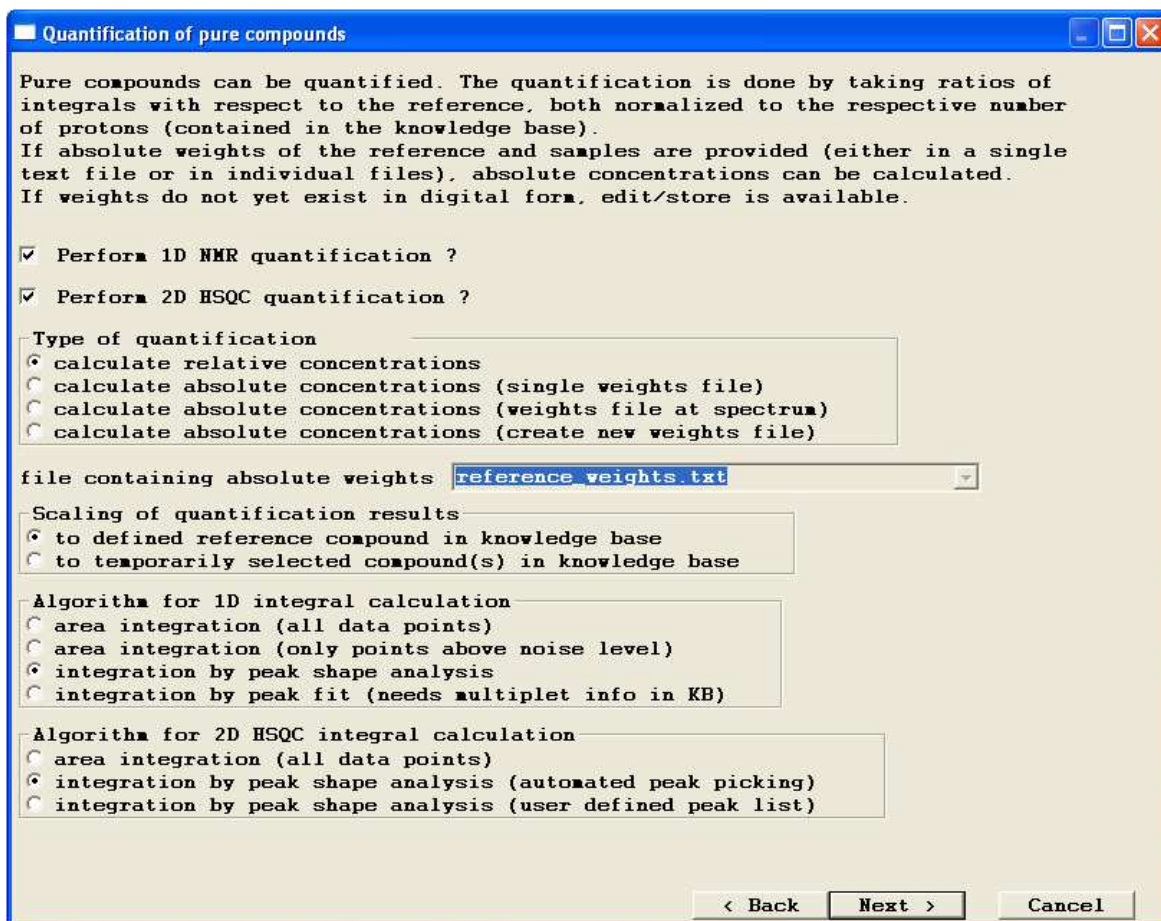 Quantification of pure compounds
Pure compounds can be quantified. The quantification is done by taking ratios of
integrals with respect to the reference, both normalized to the respective number
of protons (contained in the knowledge base).
If absolute weights of the reference and samples are provided (either in a single
text file or in individual files), absolute concentrations can be calculated.
If weights do not yet exist in digital form, edit/store is available.
Perform 1D NMR quantification ?
Perform 2D HSQC quantification ?
Type of quantification
calculate relative concentrations
calculate absolute concentrations (single weights file)
calculate absolute concentrations (weights file at spectrum)
calculate absolute concentrations (create new weights file)
file containing absolute weights reference_weights.txt
Scaling of quantification results
to defined reference compound in knowledge base
to temporarily selected compound(s) in knowledge base
Algorithm for 1D integral calculation
area integration (all data points)
area integration (only points above noise level)
integration by peak shape analysis
integration by peak fit (needs multiplet info in KB)
Algorithm for 2D HSQC integral calculation
area integration (all data points)
integration by peak shape analysis (automated peak picking)
integration by peak shape analysis (user defined peak list)
< Back Next > Cancel